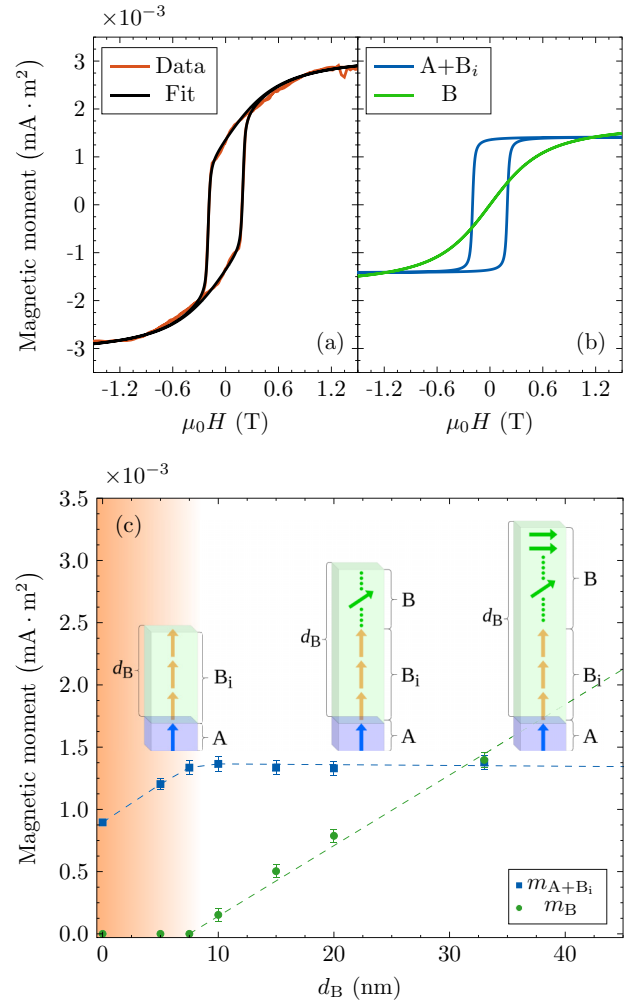 ×10⁻³
Magnetic moment (mA · m²)
3
2
1
0
-1
-2
-3
Data
Fit
(a)
-1.2 -0.6 0 0.6 1.2
μ₀H (T)
A+Bᵢ
B
(b)
-1.2 -0.6 0 0.6 1.2
μ₀H (T)
×10⁻³
(c)
Magnetic moment (mA · m²)
3.5
3.0
2.5
2.0
1.5
1.0
0.5
0.0
d_B
B_i
A
d_B
B
B_i
A
d_B
B
B_i
A
m_{A+B_i}
m_B
0 10 20 30 40
d_B (nm)